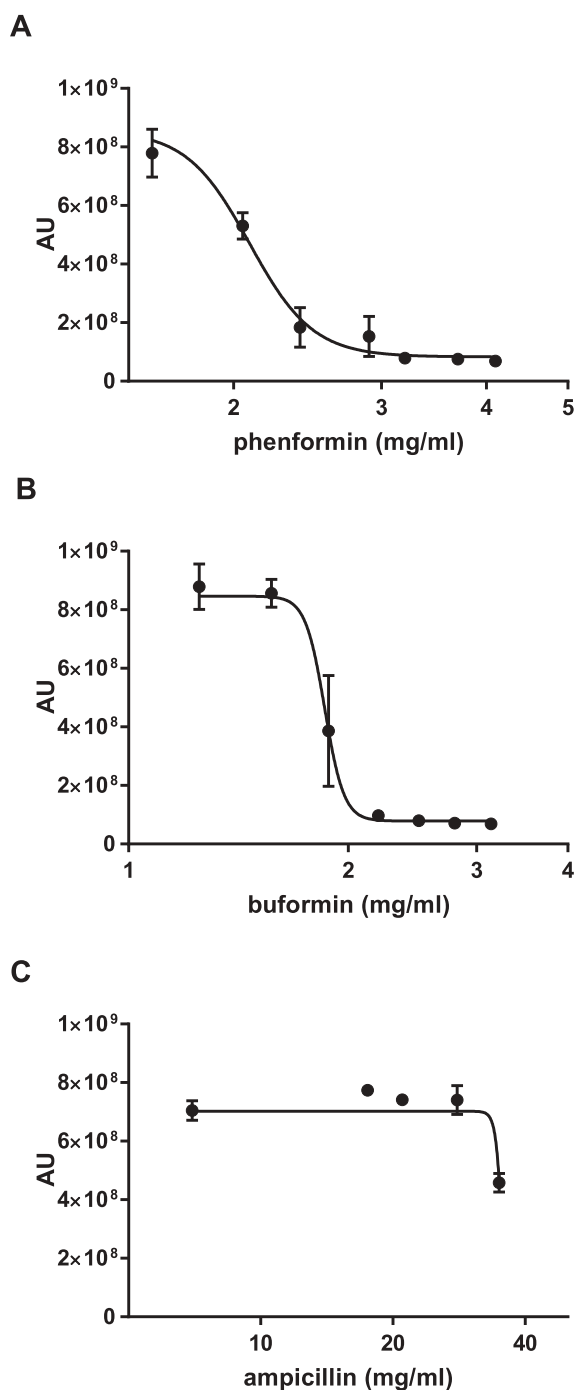 A
1×10⁹
8×10⁸
6×10⁸
4×10⁸
2×10⁸
0
AU
2 3 4 5
phenformin (mg/ml)
B
1×10⁹
8×10⁸
6×10⁸
4×10⁸
2×10⁸
0
AU
1 2 3 4
buformin (mg/ml)
C
1×10⁹
8×10⁸
6×10⁸
4×10⁸
2×10⁸
0
AU
10 20 40
ampicillin (mg/ml)